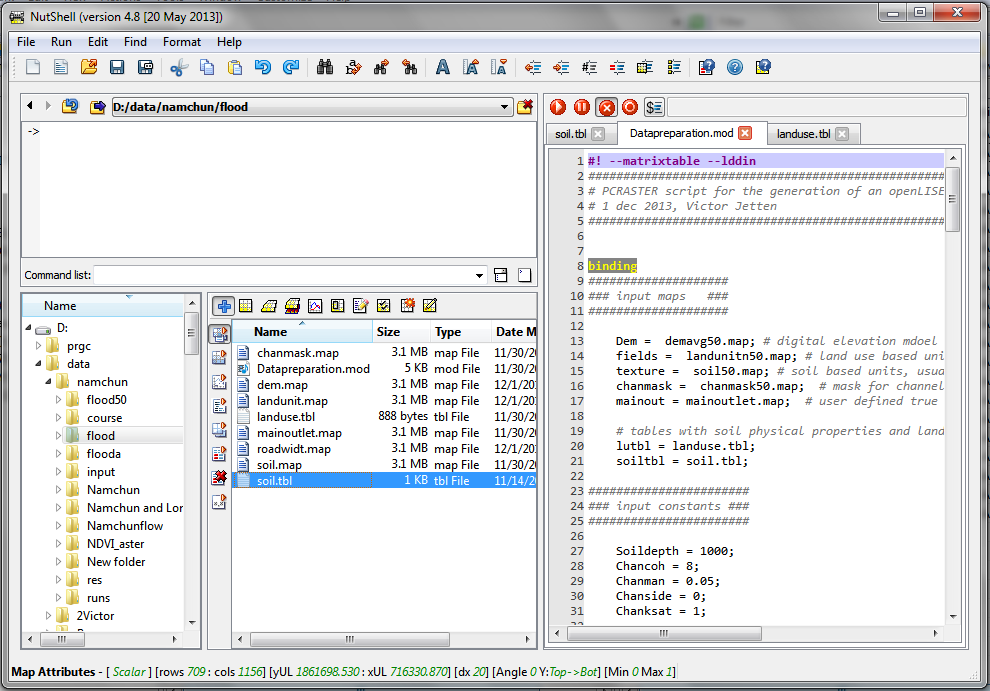 NutShell (version 4.8 [20 May 2013])
File Run Edit Find Format Help
D:/data/namchun/flood
->
Command list:
Name
D:
prgc
data
namchun
flood50
course
flood
flooda
input
Namchun
Namchun and Lor
Namchunflow
NDVI_aster
New folder
res
runs
2Victor
Name Size Type Date M
chanmask.map 3.1 MB map File 11/30/20
Datapreparation.mod 5 KB mod File 11/30/20
dem.map 3.1 MB map File 12/1/201
landunit.map 3.1 MB map File 12/1/201
landuse.tbl 888 bytes tbl File 11/30/20
mainoutlet.map 3.1 MB map File 11/30/20
roadwidt.map 3.1 MB map File 12/1/201
soil.map 3.1 MB map File 11/30/20
soil.tbl 1 KB tbl File 11/14/20
soil.tbl Datapreparation.mod landuse.tbl
1 #! --matrixtable --lddin
2 ###################################################
3 # PCRASTER script for the generation of an openLISE
4 # 1 dec 2013, Victor Jetten
5 ###################################################
6
7
8 binding
9 ####################
10 ### input maps   ###
11 ####################
12
13 Dem =  demavg50.map; # digital elevation mdoel
14 fields =  landunitn50.map; # land use based uni
15 texture =  soil50.map; # soil based units, usua
16 chanmask =  chanmask50.map;  # mask for channel
17 mainout = mainoutlet.map;  # user defined true
18
19 # tables with soil physical properties and land
20 lutbl = landuse.tbl;
21 soiltbl = soil.tbl;
22
23 #######################
24 ### input constants ###
25 #######################
26
27 Soildepth = 1000;
28 Chancoh = 8;
29 Chanman = 0.05;
30 Chanside = 0;
31 Chanksat = 1;
Map Attributes - [ Scalar ] [rows 709 : cols 1156] [yUL 1861698.530 : xUL 716330.870] [dx 20] [Angle 0 Y:Top->Bot] [Min 0 Max 1]